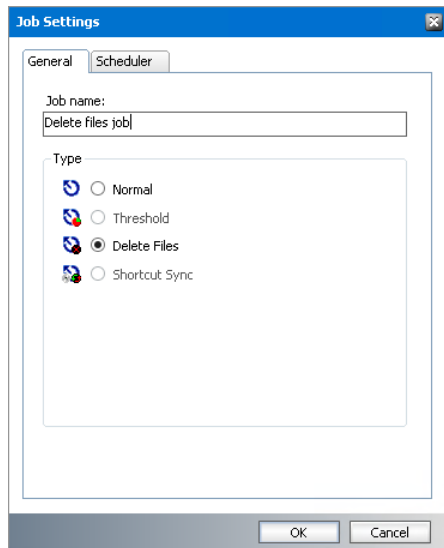 Job Settings
General Scheduler
Job name:
Delete files job
Type
Normal
Threshold
Delete Files
Shortcut Sync
OK Cancel